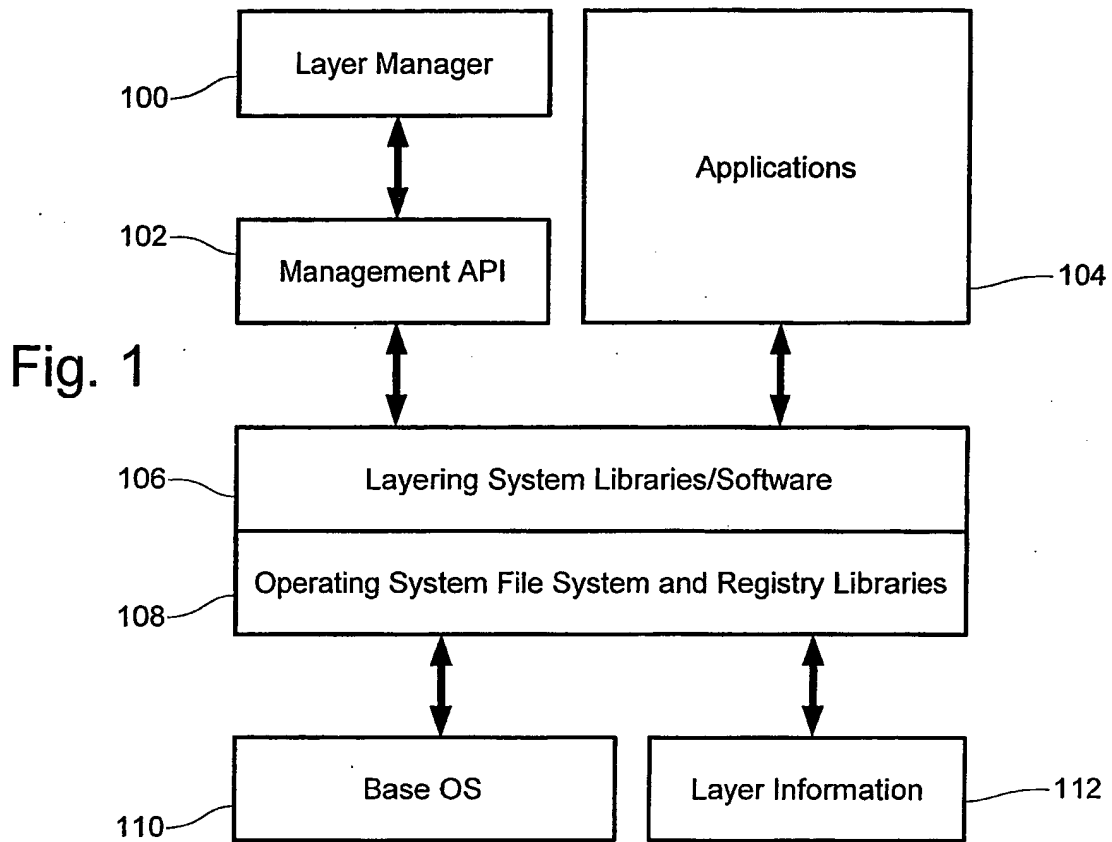 Layer Manager
100
Applications
102
Management API
104
Fig. 1
106
Layering System Libraries/Software
Operating System File System and Registry Libraries
108
Base OS
110
Layer Information
112